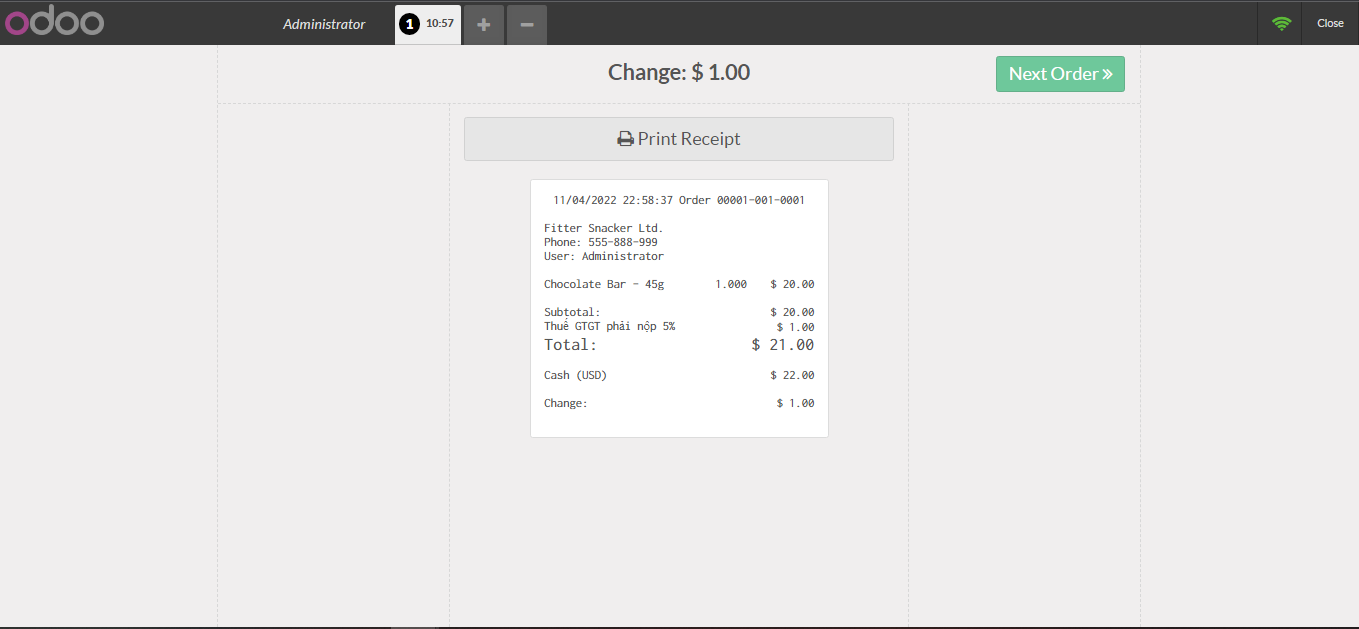 odoo Administrator 1 10:57 + − Close
Change: $ 1.00 Next Order »
Print Receipt
11/04/2022 22:58:37 Order 00001-001-0001
Fitter Snacker Ltd.
Phone: 555-888-999
User: Administrator
Chocolate Bar - 45g 1.000 $ 20.00
Subtotal: $ 20.00
Thuế GTGT phải nộp 5% $ 1.00
Total: $ 21.00
Cash (USD) $ 22.00
Change: $ 1.00